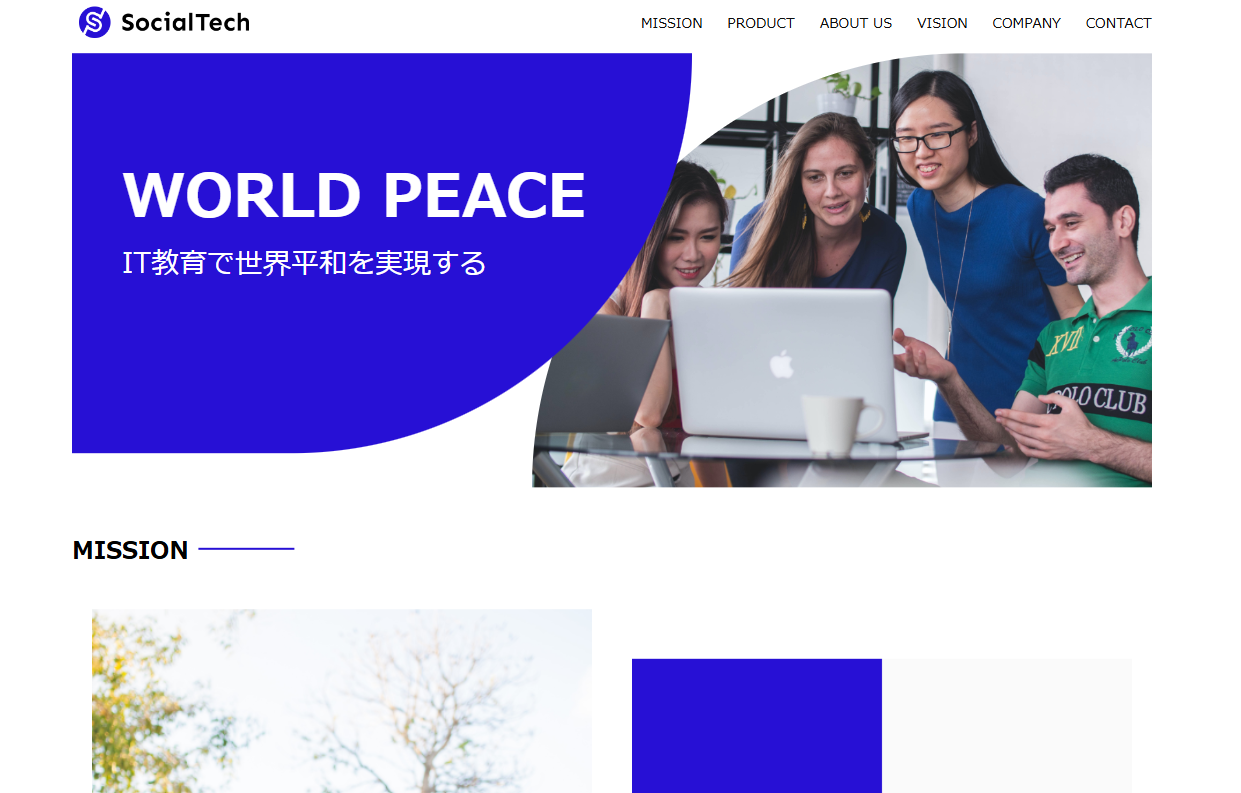 SocialTech
MISSION PRODUCT ABOUT US VISION COMPANY CONTACT
WORLD PEACE
IT教育で世界平和を実現する
XVII
POLO CLUB
MISSION